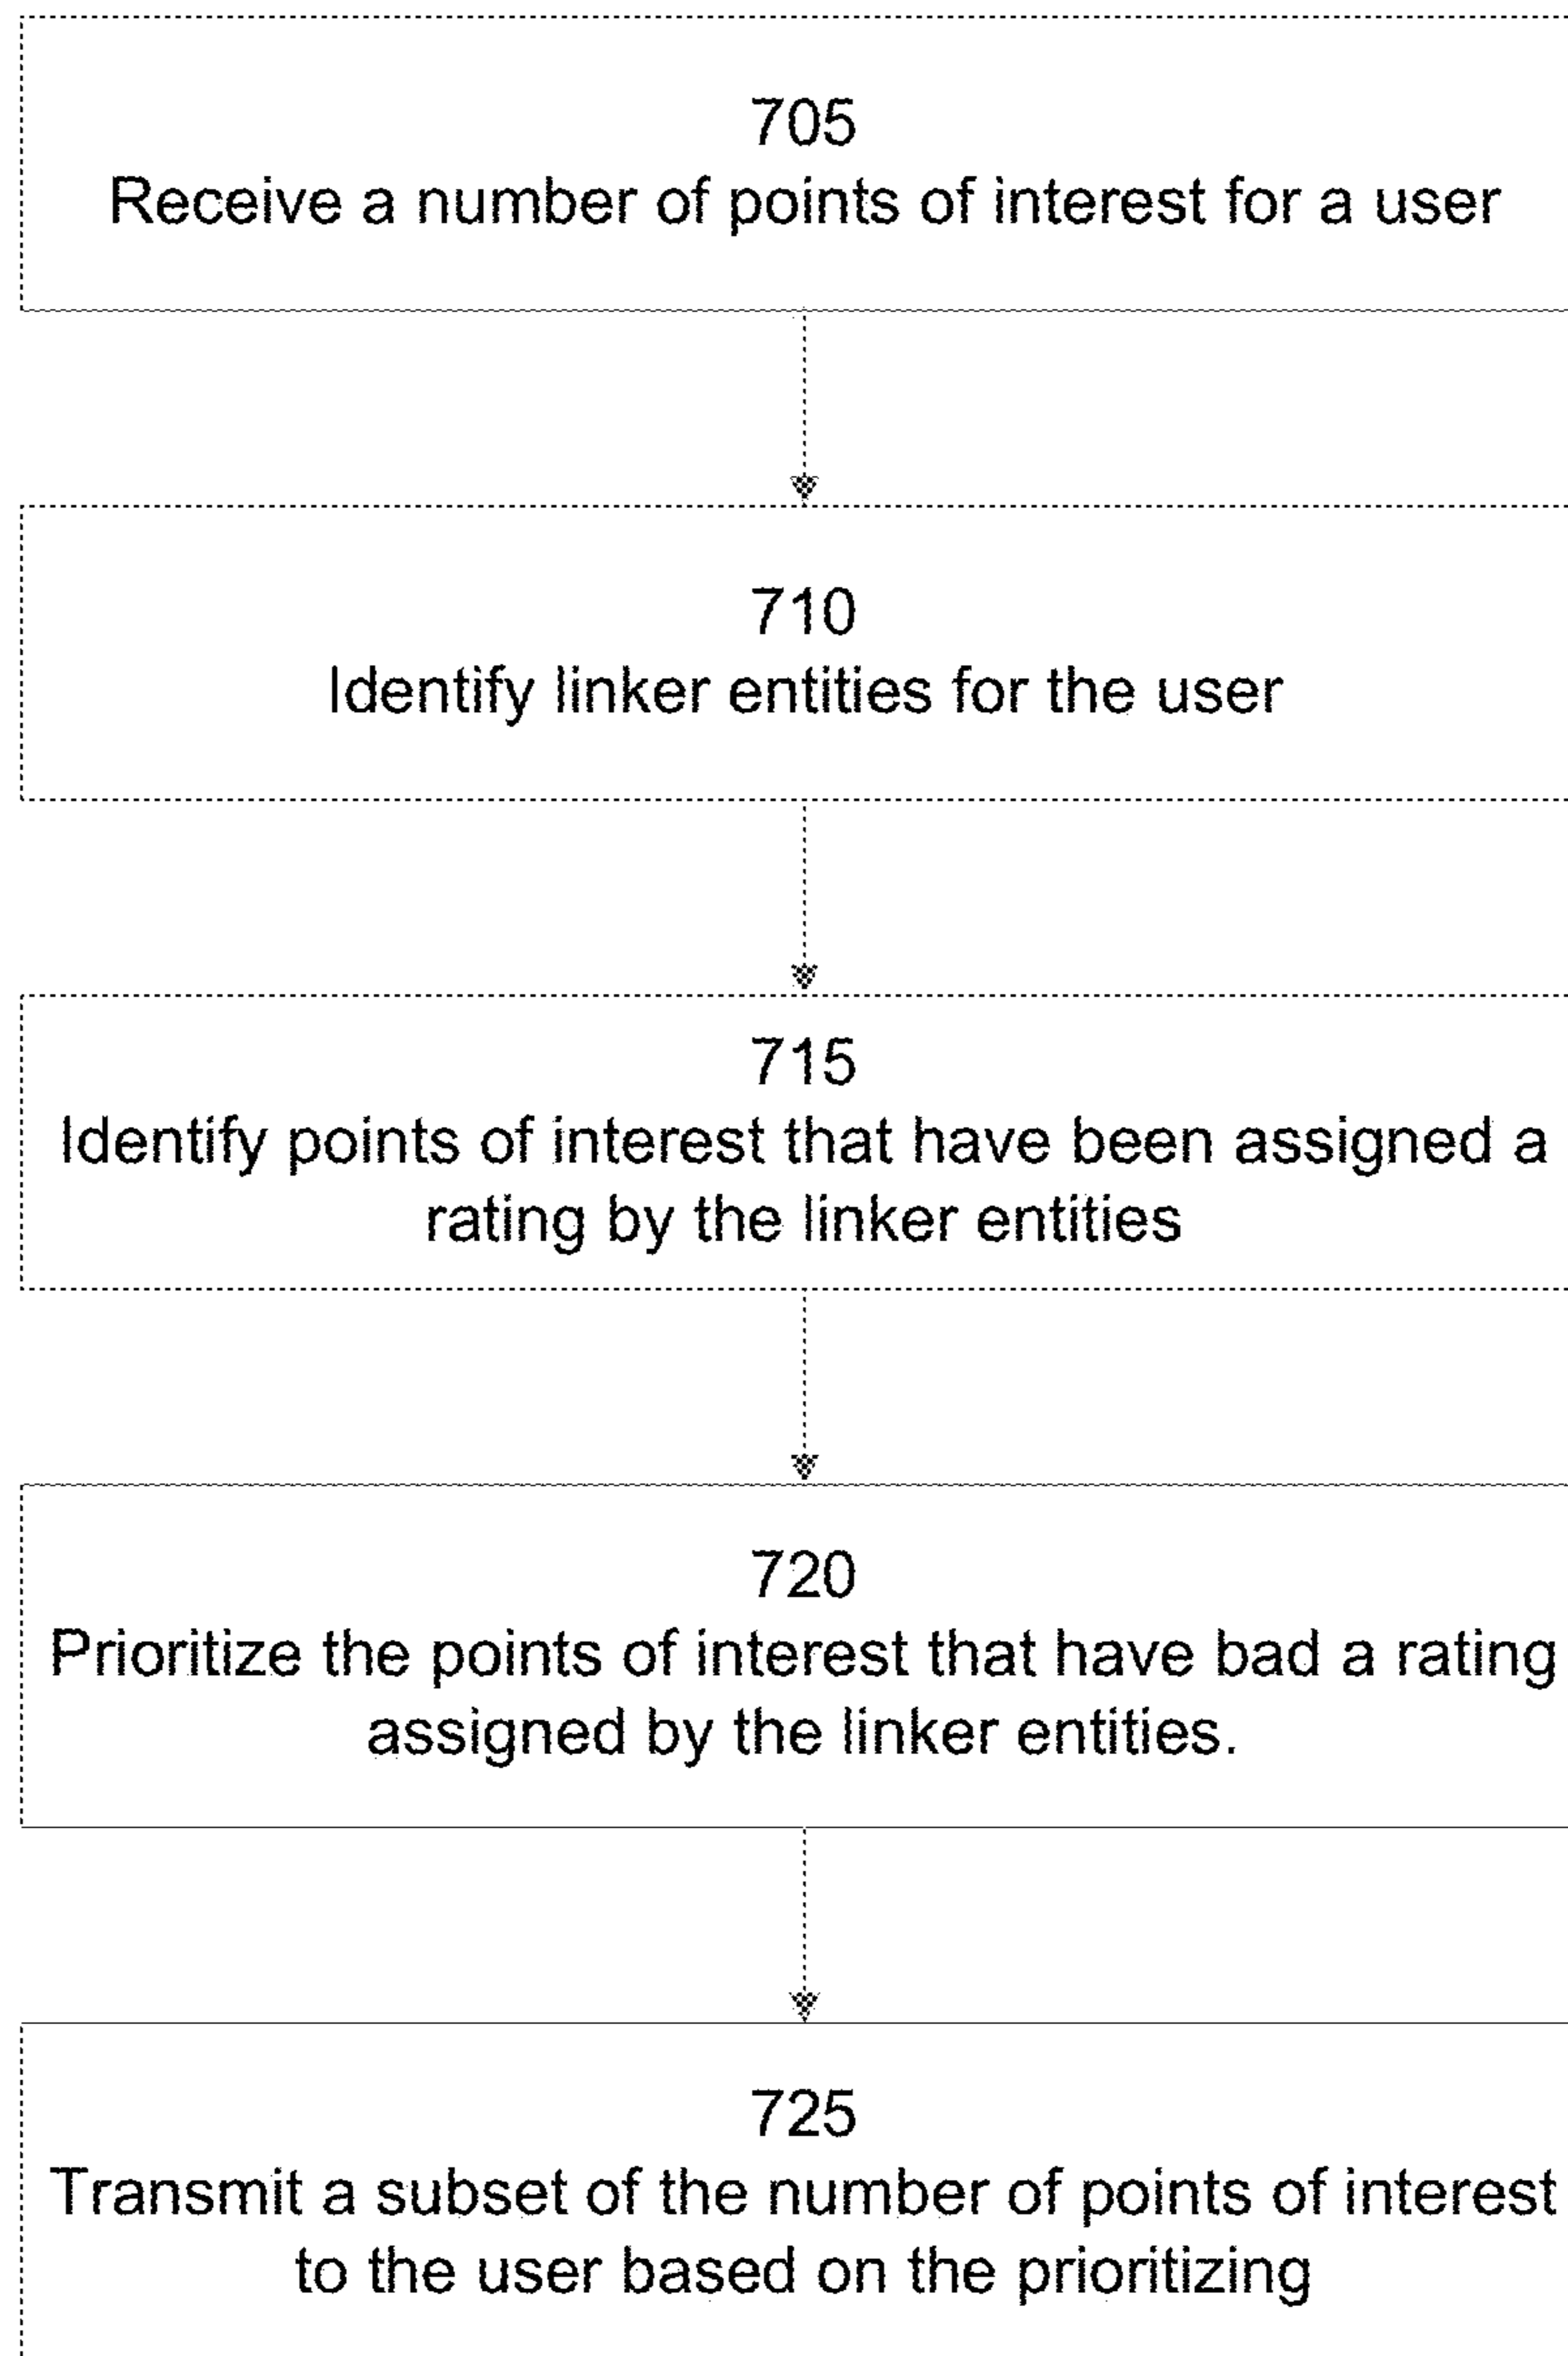 705
Receive a number of points of interest for a user
710
Identify linker entities for the user
715
Identify points of interest that have been assigned a
rating by the linker entities
720
Prioritize the points of interest that have bad a rating
assigned by the linker entities.
725
Transmit a subset of the number of points of interest
to the user based on the prioritizing